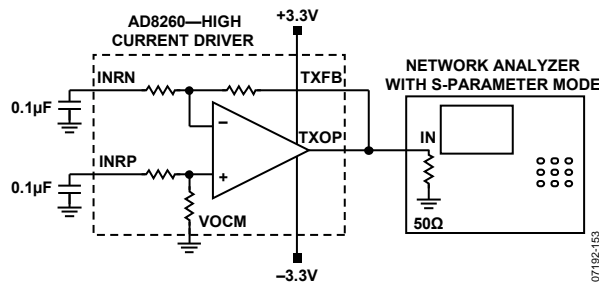 AD8260—HIGH
CURRENT DRIVER
+3.3V
NETWORK ANALYZER
WITH S-PARAMETER MODE
INRN
TXFB
0.1µF
–
TXOP
IN
INRP
+
0.1µF
VOCM
50Ω
–3.3V
07192-153